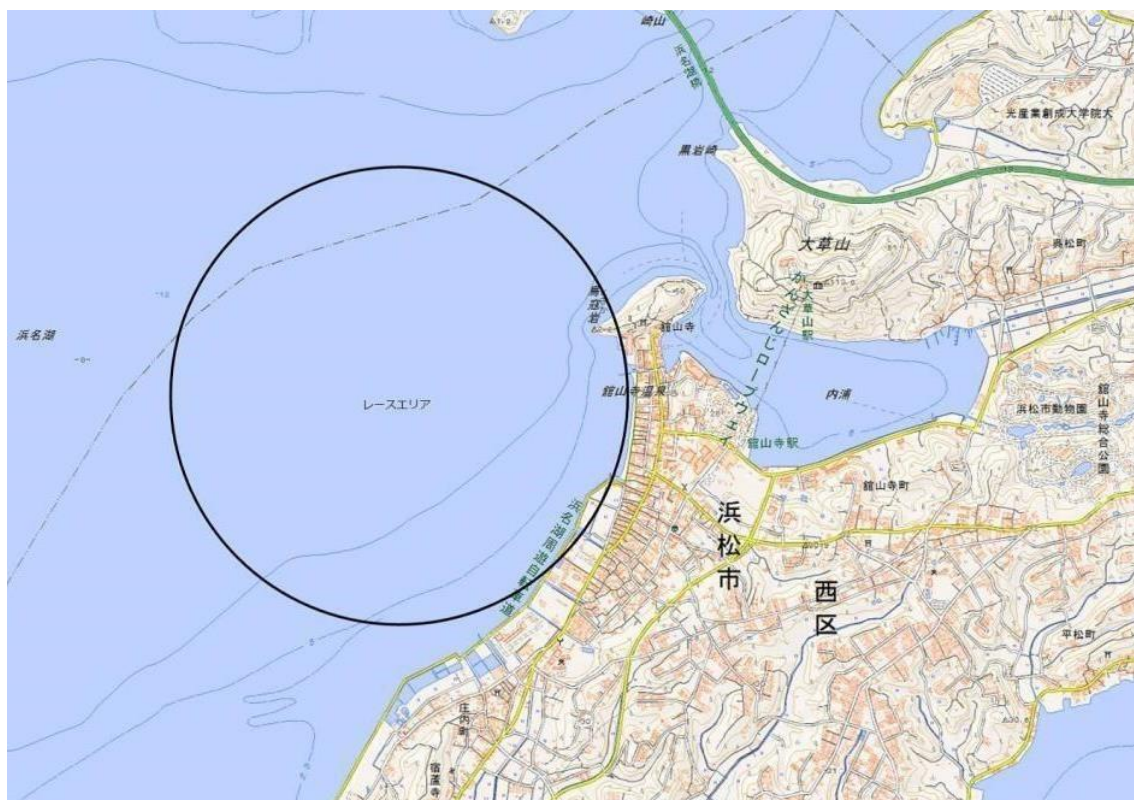 崎山
浜名湖橋
光産業創成大学院大
黒岩崎
大草山
呉松町
浜名湖
舘山寺
大草山駅
かんざんじロープウェイ
レースエリア
舘山寺温泉
内浦
浜松市動物園
舘山寺総合公園
舘山寺駅
舘山寺町
浜松市
西区
浜名湖周遊自転車道
平松町
庄内町
宿蘆寺